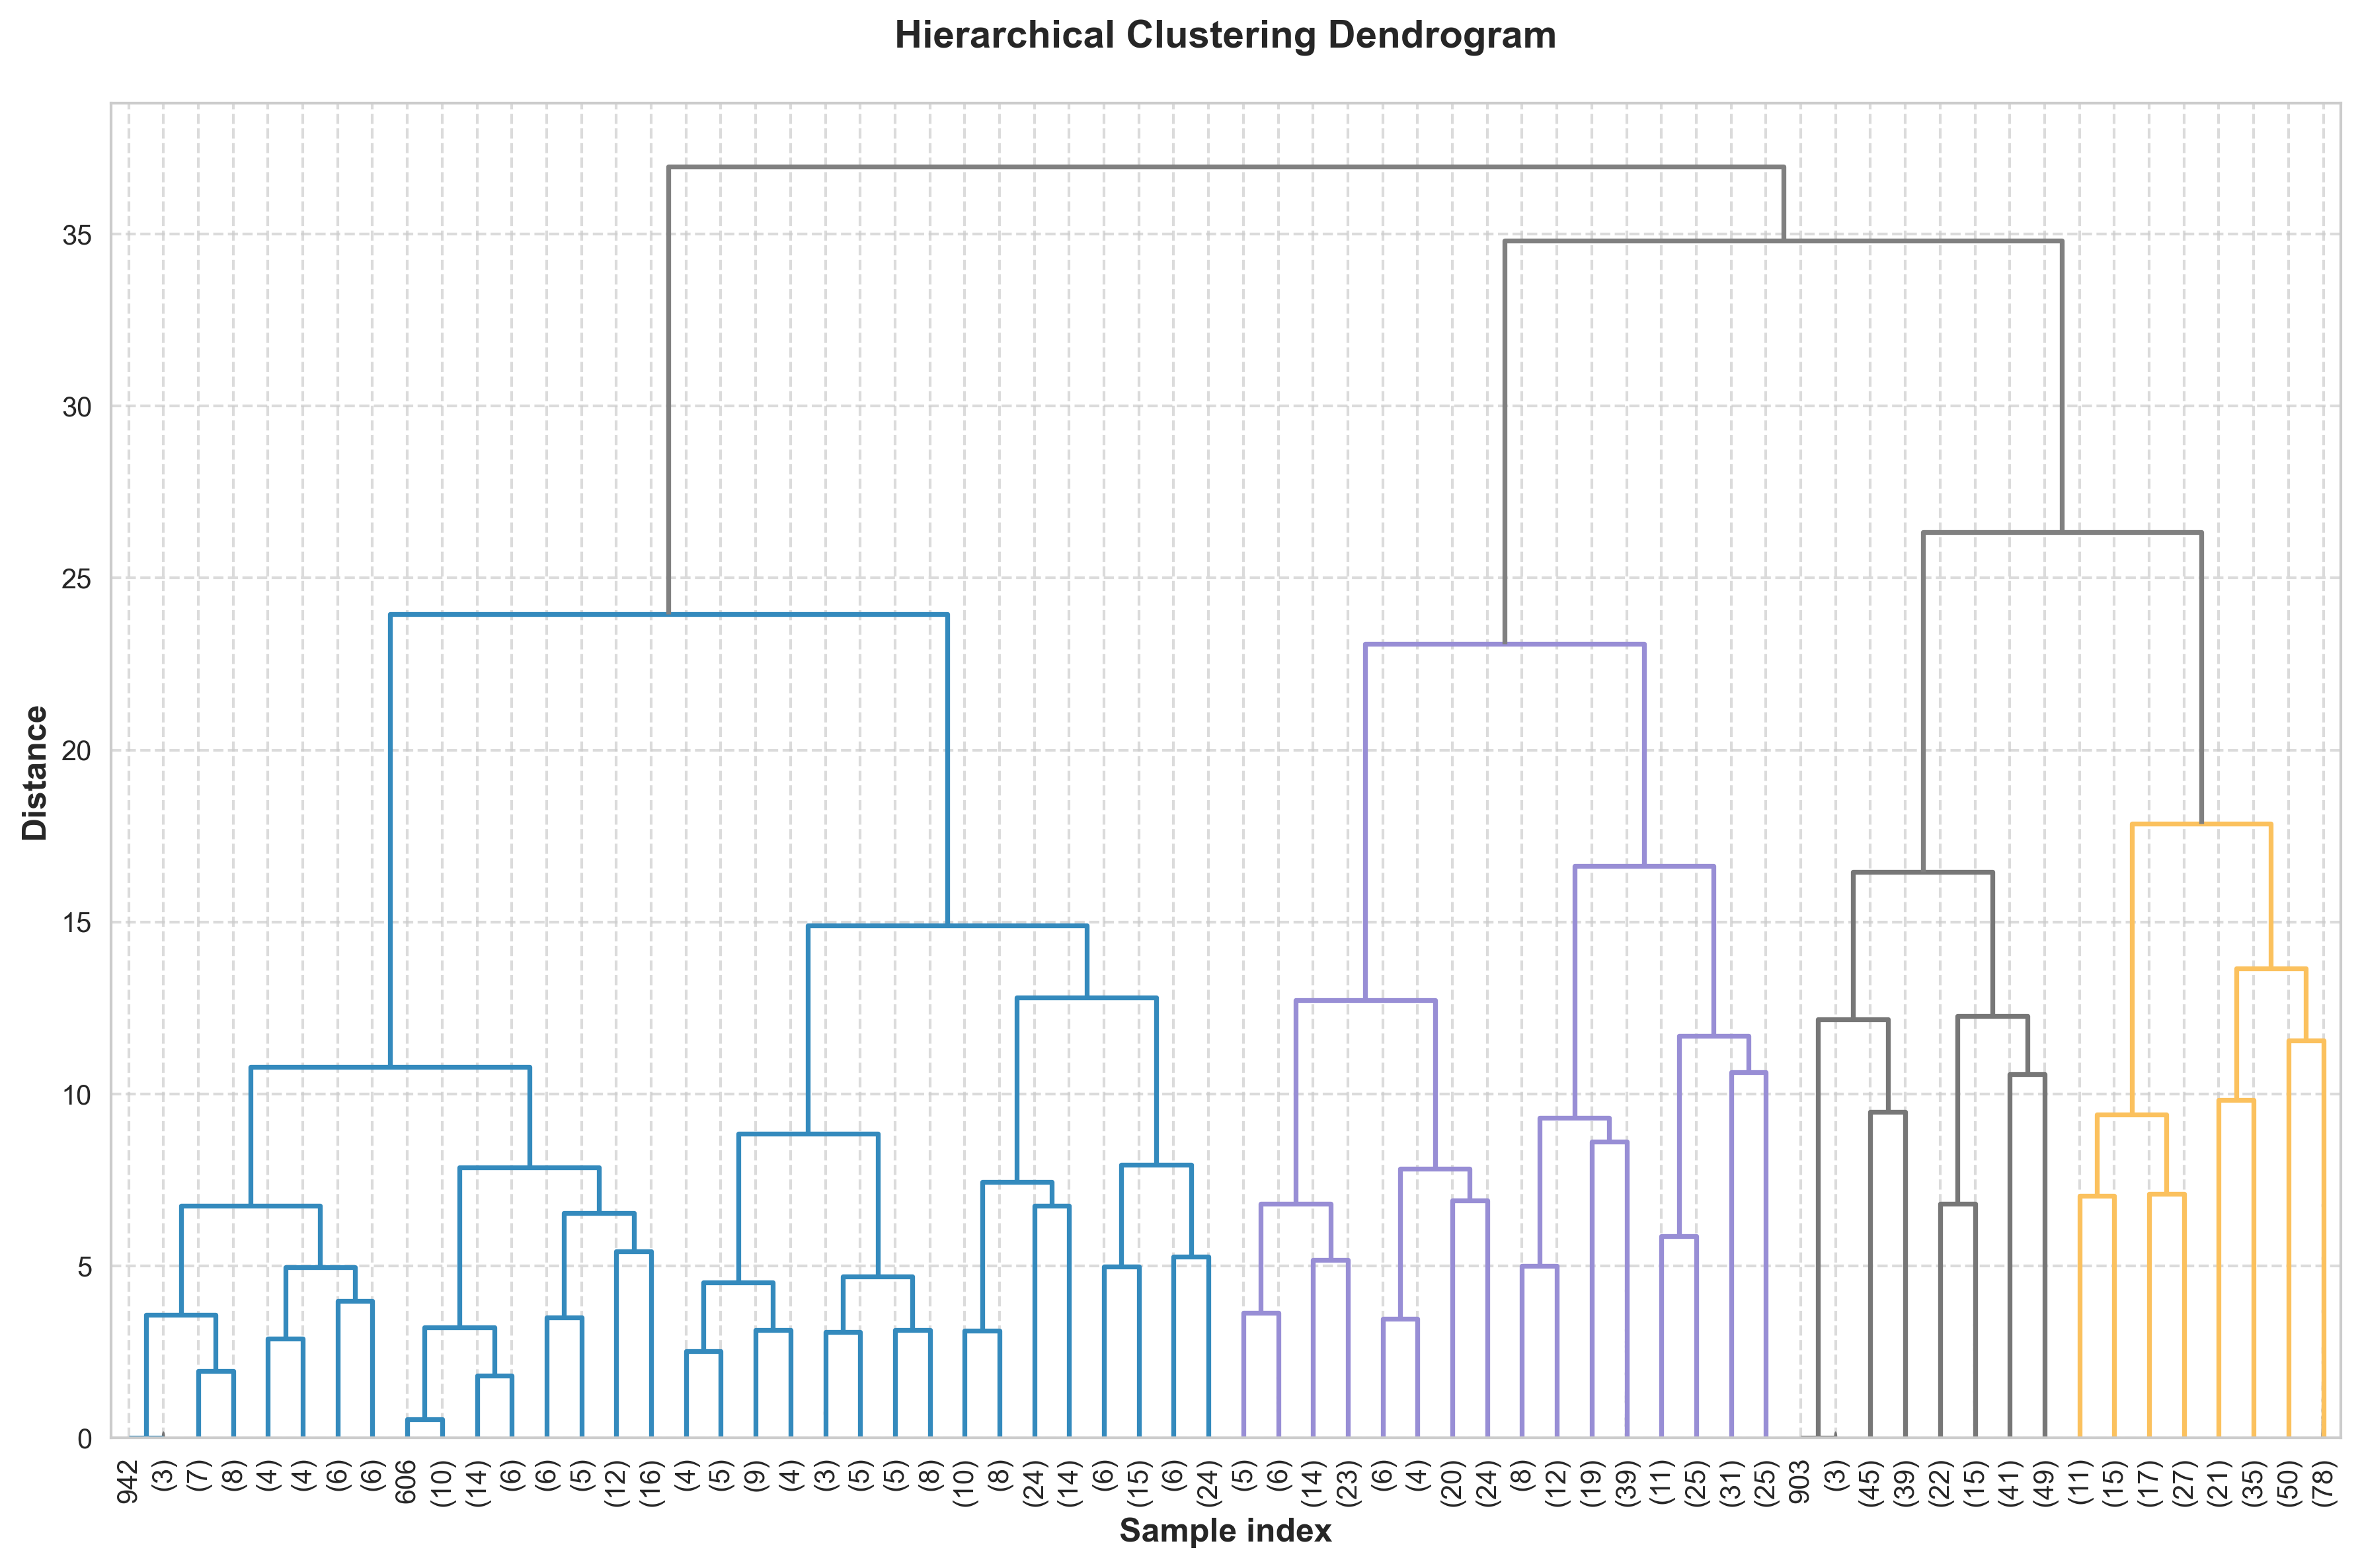 Hierarchical Clustering Dendrogram
Distance
35
30
25
20
15
10
5
0
942 (3) (7) (8) (4) (4) (6) (6) 606 (10) (14) (6) (6) (5) (12) (16) (4) (5) (9) (4) (3) (5) (5) (8) (10) (8) (24) (14) (6) (15) (6) (24) (5) (6) (14) (23) (6) (4) (20) (24) (8) (12) (19) (39) (11) (25) (31) (25) 903 (3) (45) (39) (22) (15) (41) (49) (11) (15) (17) (27) (21) (35) (50) (78)
Sample index